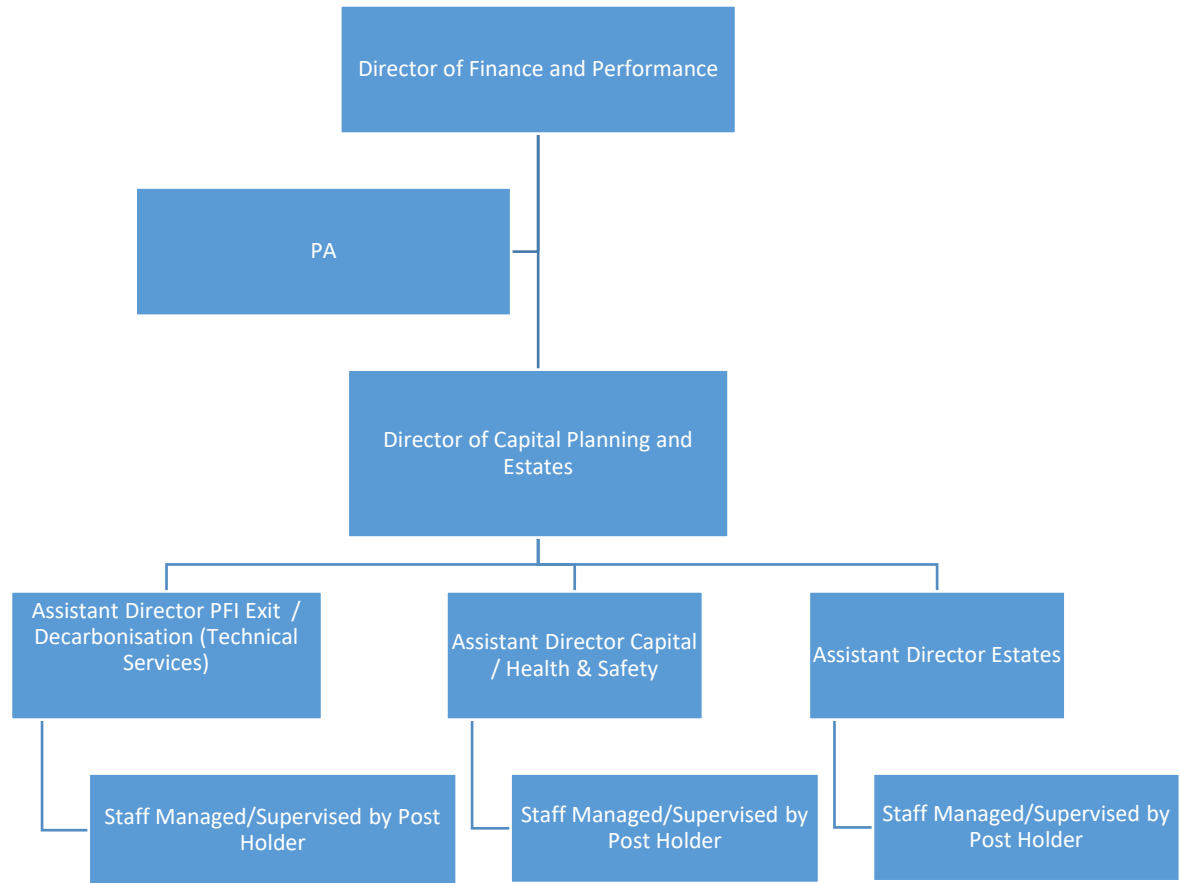 Director of Finance and Performance
PA
Director of Capital Planning and
Estates
Assistant Director PFI Exit /
Decarbonisation (Technical
Services)
Assistant Director Capital
/ Health & Safety
Assistant Director Estates
Staff Managed/Supervised by Post
Holder
Staff Managed/Supervised by
Post Holder
Staff Managed/Supervised by
Post Holder